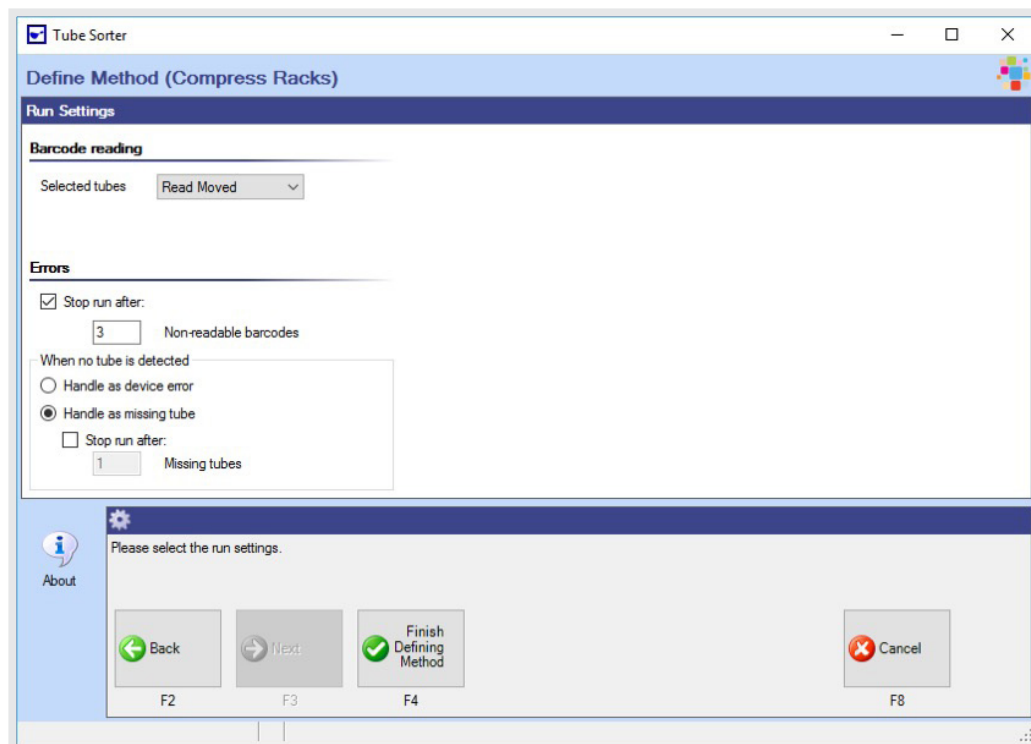 Tube Sorter
Define Method (Compress Racks)
Run Settings
Barcode reading
Selected tubes Read Moved
Errors
Stop run after:
3 Non-readable barcodes
When no tube is detected
Handle as device error
Handle as missing tube
Stop run after:
1 Missing tubes
About
Please select the run settings.
Back
F2
Next
F3
Finish
Defining
Method
F4
Cancel
F8